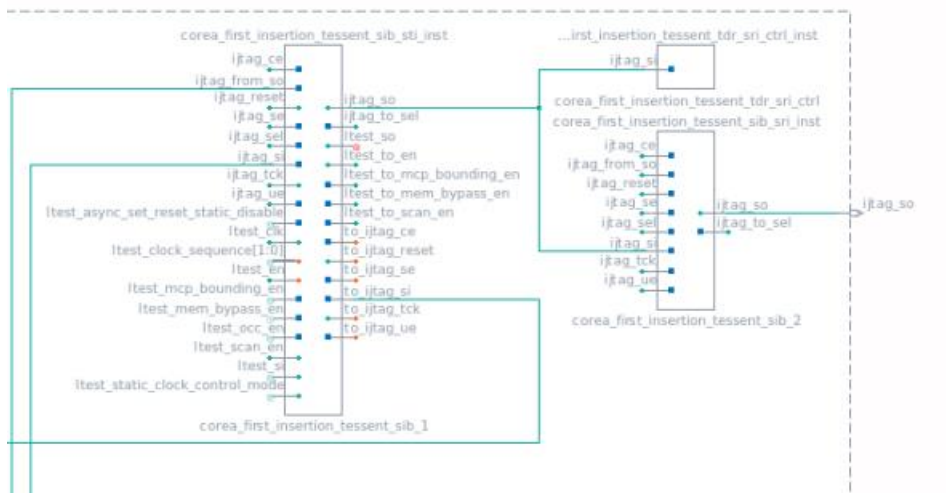 corea_first_insertion_tessent_sib_sti_inst
ijtag_ce
ijtag_from_so
ijtag_reset
ijtag_se
ijtag_sel
ijtag_si
ijtag_tck
ijtag_ue
ltest_async_set_reset_static_disable
ltest_clk
ltest_clock_sequence[1:0]
ltest_en
ltest_mcp_bounding_en
ltest_mem_bypass_en
ltest_occ_en
ltest_scan_en
ltest_si
ltest_static_clock_control_mode
ijtag_so
ijtag_to_sel
ltest_so
ltest_to_en
ltest_to_mcp_bounding_en
ltest_to_mem_bypass_en
ltest_to_scan_en
to_ijtag_ce
to_ijtag_reset
to_ijtag_se
to_ijtag_si
to_ijtag_tck
to_ijtag_ue
corea_first_insertion_tessent_sib_1
...irst_insertion_tessent_tdr_sri_ctrl_inst
ijtag_si
corea_first_insertion_tessent_tdr_sri_ctrl
corea_first_insertion_tessent_sib_sri_inst
ijtag_ce
ijtag_from_so
ijtag_reset
ijtag_se
ijtag_sel
ijtag_si
ijtag_tck
ijtag_ue
ijtag_so
ijtag_to_sel
corea_first_insertion_tessent_sib_2
ijtag_so